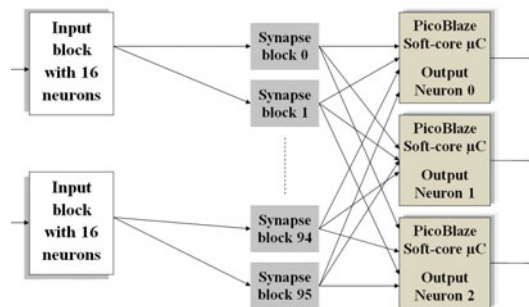 Input
block
with 16
neurons
Synapse
block 0
Synapse
block 1
PicoBlaze
Soft-core µC
Output
Neuron 0
PicoBlaze
Soft-core µC
Output
Neuron 1
Input
block
with 16
neurons
Synapse
block 94
Synapse
block 95
PicoBlaze
Soft-core µC
Output
Neuron 2